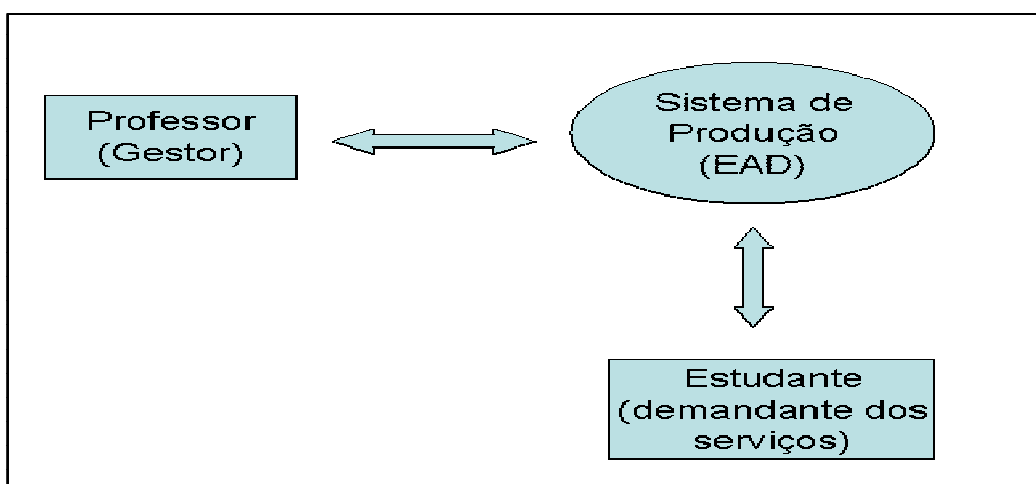 Professor
(Gestor)
Sistema de
Produção
(EAD)
Estudante
(demandante dos
serviços)